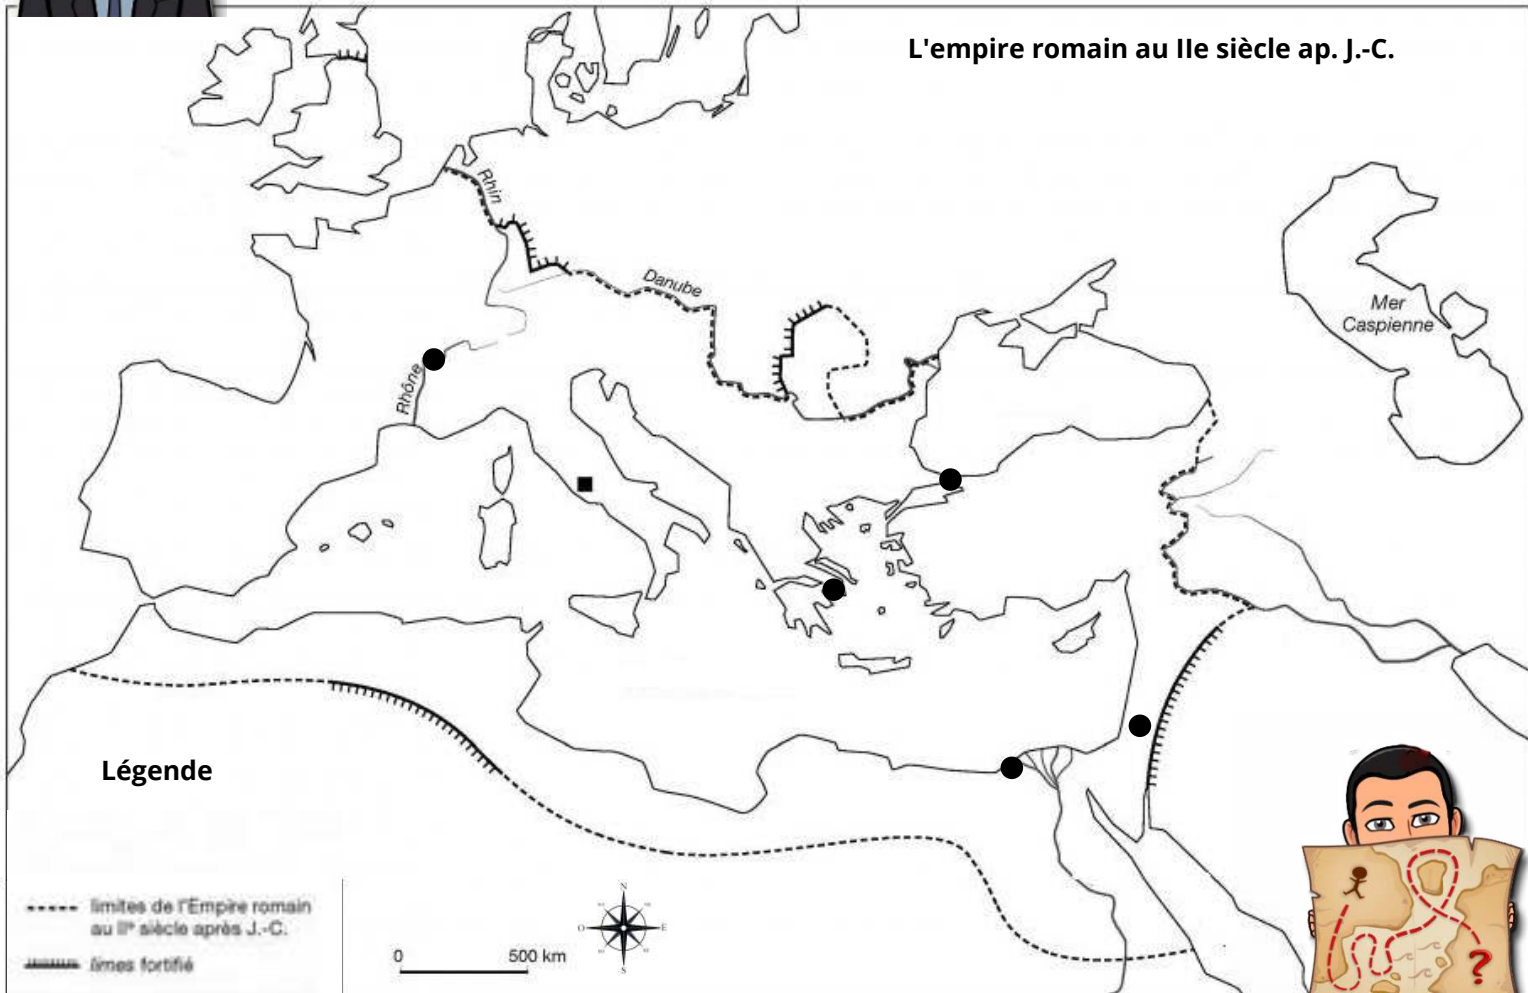 L'empire romain au IIe siècle ap. J.-C.
Rhin
Danube
Mer
Caspienne
Rhône
Légende
limites de l'Empire romain
au IIᵉ siècle après J.-C.
limes fortifié
0 500 km
N
O E
S
?